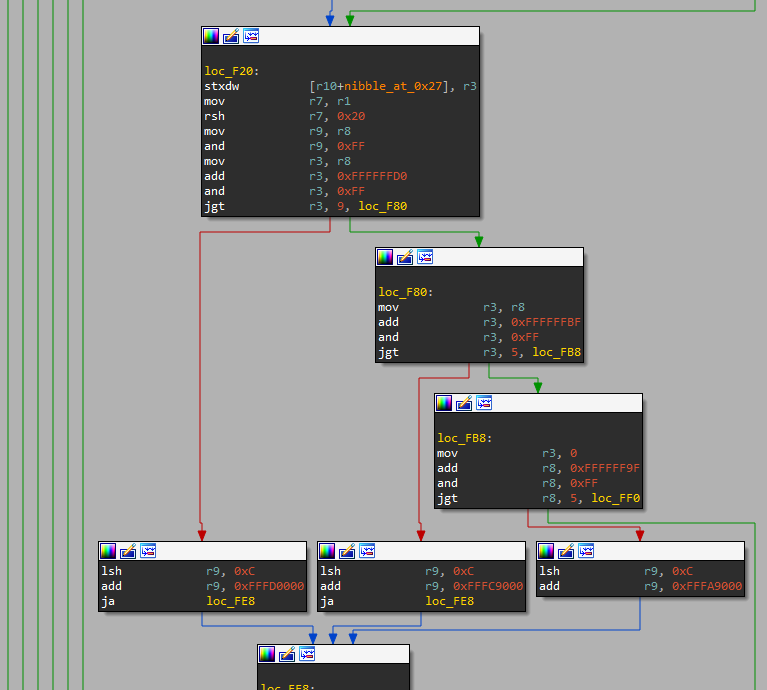 loc_F20:
stxdw [r10+nibble_at_0x27], r3
mov r7, r1
rsh r7, 0x20
mov r9, r8
and r9, 0xFF
mov r3, r8
add r3, 0xFFFFFFD0
and r3, 0xFF
jgt r3, 9, loc_F80
loc_F80:
mov r3, r8
add r3, 0xFFFFFFBF
and r3, 0xFF
jgt r3, 5, loc_FB8
loc_FB8:
mov r3, 0
add r8, 0xFFFFFF9F
and r8, 0xFF
jgt r8, 5, loc_FF0
lsh r9, 0xC
add r9, 0xFFFD0000
ja loc_FE8
lsh r9, 0xC
add r9, 0xFFFC9000
ja loc_FE8
lsh r9, 0xC
add r9, 0xFFFA9000
loc_FE8: